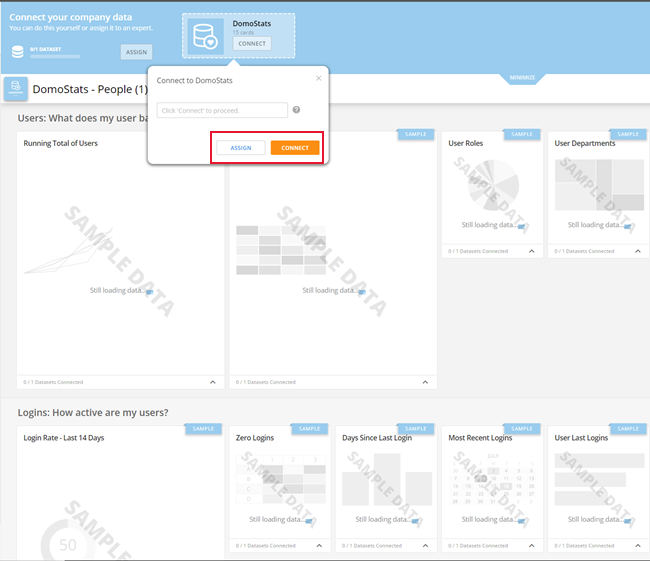 Connect your company data
You can do this yourself or assign it to an expert.
0/1 DATASET
ASSIGN
DomoStats
15 cards
CONNECT
MINIMIZE
DomoStats - People (1)
Connect to DomoStats
×
Click 'Connect' to proceed.
?
ASSIGN
CONNECT
Users: What does my user ba
Running Total of Users
SAMPLE DATA
Still loading data...
0 / 1 Datasets Connected
SAMPLE
SAMPLE DATA
Still loading data...
0 / 1 Datasets Connected
SAMPLE
User Roles
SAMPLE DATA
Still loading data...
0 / 1 Datasets Connected
SAMPLE
User Departments
SAMPLE DATA
Still loading data...
0 / 1 Datasets Connected
Logins: How active are my users?
SAMPLE
Login Rate - Last 14 Days
SAMPLE DATA
50
SAMPLE
Zero Logins
SAMPLE DATA
1 2 3
A
B
C
D
Still loading data...
0 / 1 Datasets Connected
SAMPLE
Days Since Last Login
SAMPLE DATA
Still loading data...
0 / 1 Datasets Connected
SAMPLE
Most Recent Logins
JULY
SAMPLE DATA
Still loading data...
0 / 1 Datasets Connected
SAMPLE
User Last Logins
SAMPLE DATA
Still loading data...
0 / 1 Datasets Connected